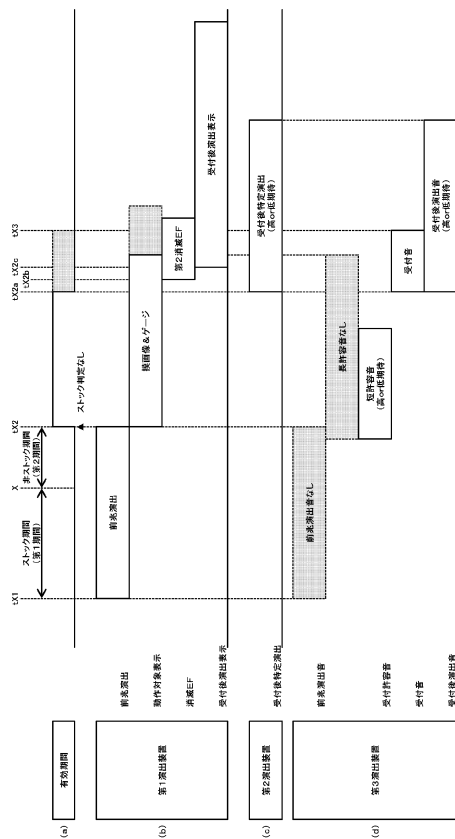 tX1
X
tX2
tX2a
tX2b
tX2c
tX3
ストック期間
(第1期間)
非ストック期間
(第2期間)
(a)
有効期間
ストック判定なし
(b)
第1演出装置
前兆演出
前兆演出
動作対象表示
操画像&ゲージ
消滅EF
第2消滅EF
受付後演出表示
受付後演出表示
(c)
第2演出装置
受付後特定演出
受付後特定演出
(高or低期待)
(d)
第3演出装置
前兆演出音
前兆演出音なし
長許容音なし
受付許容音
短許容音
(高or低期待)
受付音
受付音
受付後演出音
受付後演出音
(高or低期待)